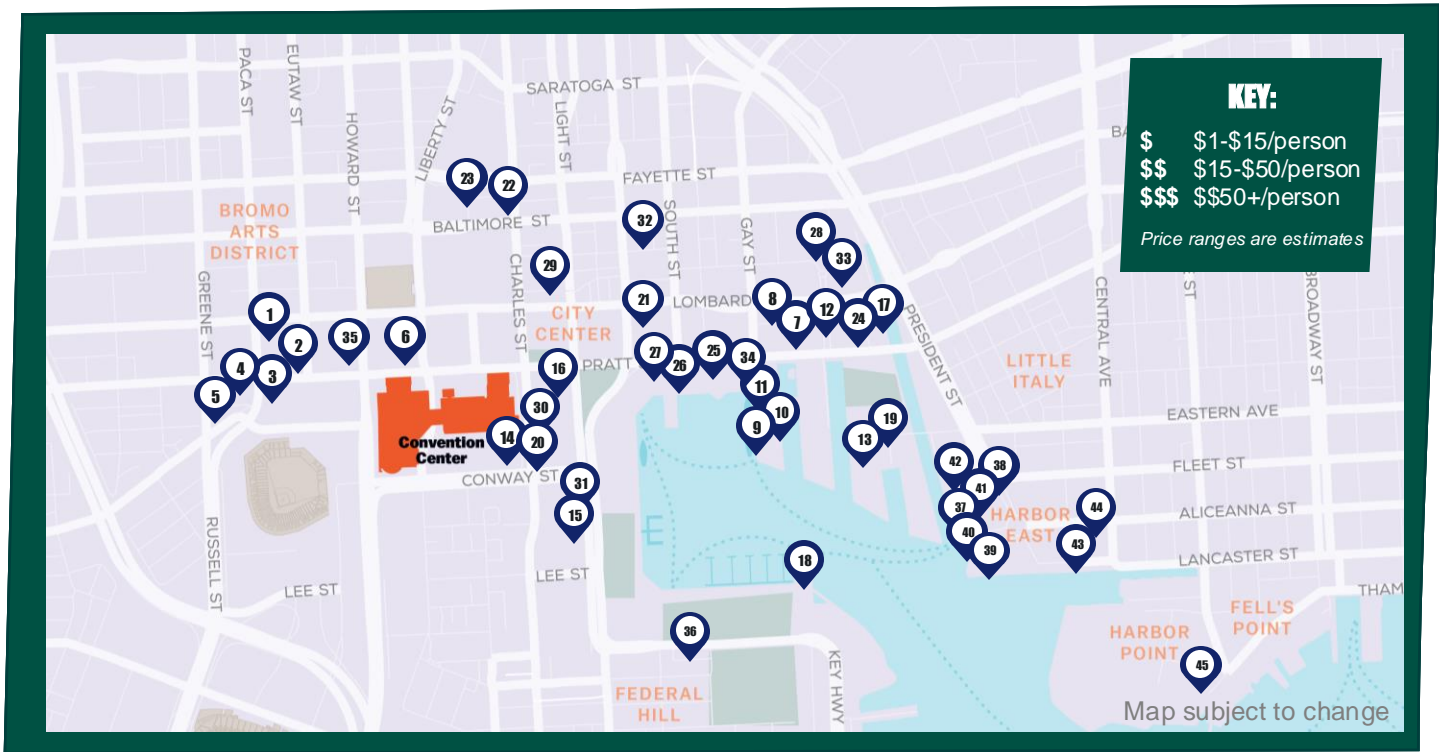 PACA ST
EUTAW ST
HOWARD ST
LIBERTY ST
SARATOGA ST
LIGHT ST
KEY:
$ $1-$15/person
$$ $15-$50/person
$$$ $$50+/person
Price ranges are estimates
BA
FAYETTE ST
23
22
BROMO
ARTS
DISTRICT
BALTIMORE ST
32
SOUTH ST
GAY ST
28
33
29
GREENE ST
CHARLES ST
21
LOMBARD
8
7
12
24
17
CENTRAL AVE
ST
BROADWAY ST
PRESIDENT ST
1
2
35
6
CITY
CENTER
4
3
5
16
PRATT
27
26
25
34
11
10
9
LITTLE
ITALY
30
14
20
Convention
Center
13
19
EASTERN AVE
CONWAY ST
31
15
42
38
41
37
40
39
HARBOR
EAST
44
43
FLEET ST
ALICEANNA ST
LANCASTER ST
RUSSELL ST
LEE ST
LEE ST
18
THAM
36
FEDERAL
HILL
KEY HWY
HARBOR
POINT
FELL'S
POINT
45
Map subject to change